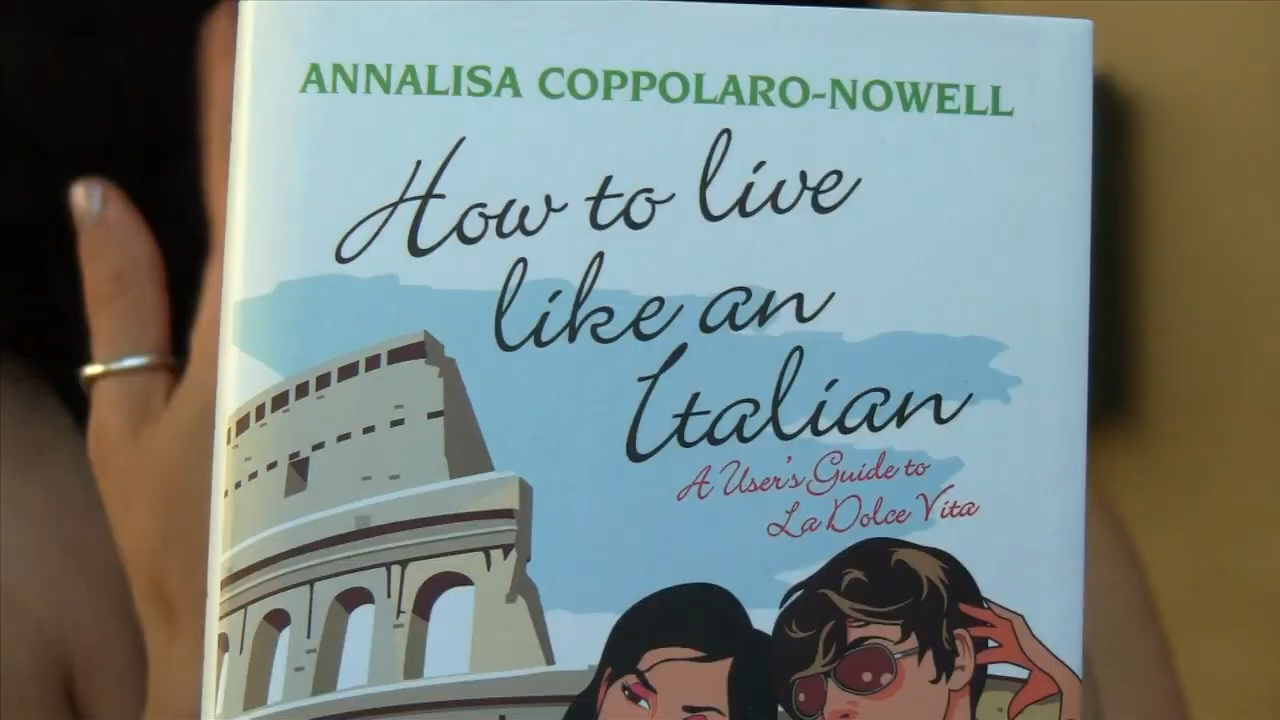 ANNALISA COPPOLARO-NOWELL
How to live
like an
Italian
A User's Guide to
La Dolce Vita